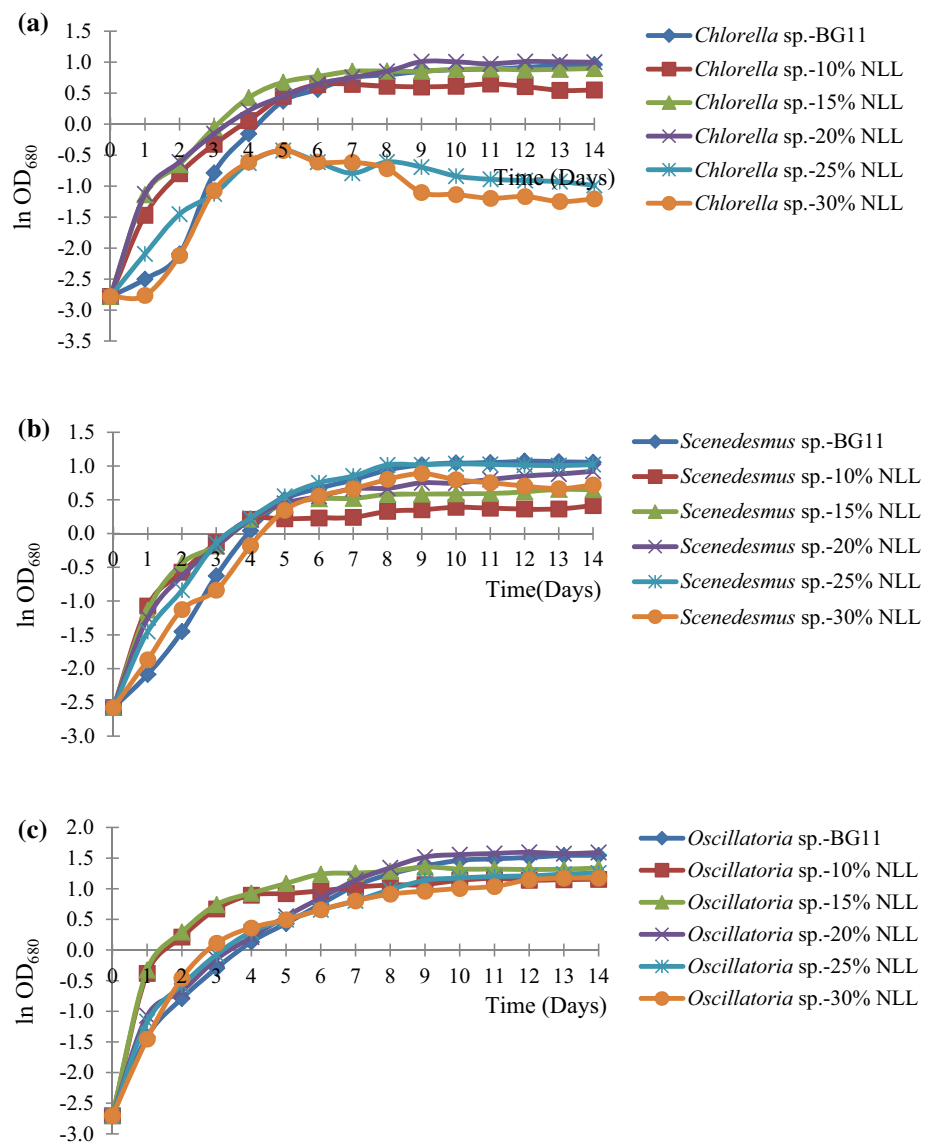 (a)
1.5
1.0
0.5
0.0
-0.5
-1.0
-1.5
-2.0
-2.5
-3.0
-3.5
ln OD680
0 1 2 3 4 5 6 7 8 9 10 11 12 13 14
Time (Days)
Chlorella sp.-BG11
Chlorella sp.-10% NLL
Chlorella sp.-15% NLL
Chlorella sp.-20% NLL
Chlorella sp.-25% NLL
Chlorella sp.-30% NLL
(b)
1.5
1.0
0.5
0.0
-0.5
-1.0
-1.5
-2.0
-2.5
-3.0
ln OD680
0 1 2 3 4 5 6 7 8 9 10 11 12 13 14
Time(Days)
Scenedesmus sp.-BG11
Scenedesmus sp.-10% NLL
Scenedesmus sp.-15% NLL
Scenedesmus sp.-20% NLL
Scenedesmus sp.-25% NLL
Scenedesmus sp.-30% NLL
(c)
2.0
1.5
1.0
0.5
0.0
-0.5
-1.0
-1.5
-2.0
-2.5
-3.0
ln OD680
0 1 2 3 4 5 6 7 8 9 10 11 12 13 14
Time (Days)
Oscillatoria sp.-BG11
Oscillatoria sp.-10% NLL
Oscillatoria sp.-15% NLL
Oscillatoria sp.-20% NLL
Oscillatoria sp.-25% NLL
Oscillatoria sp.-30% NLL